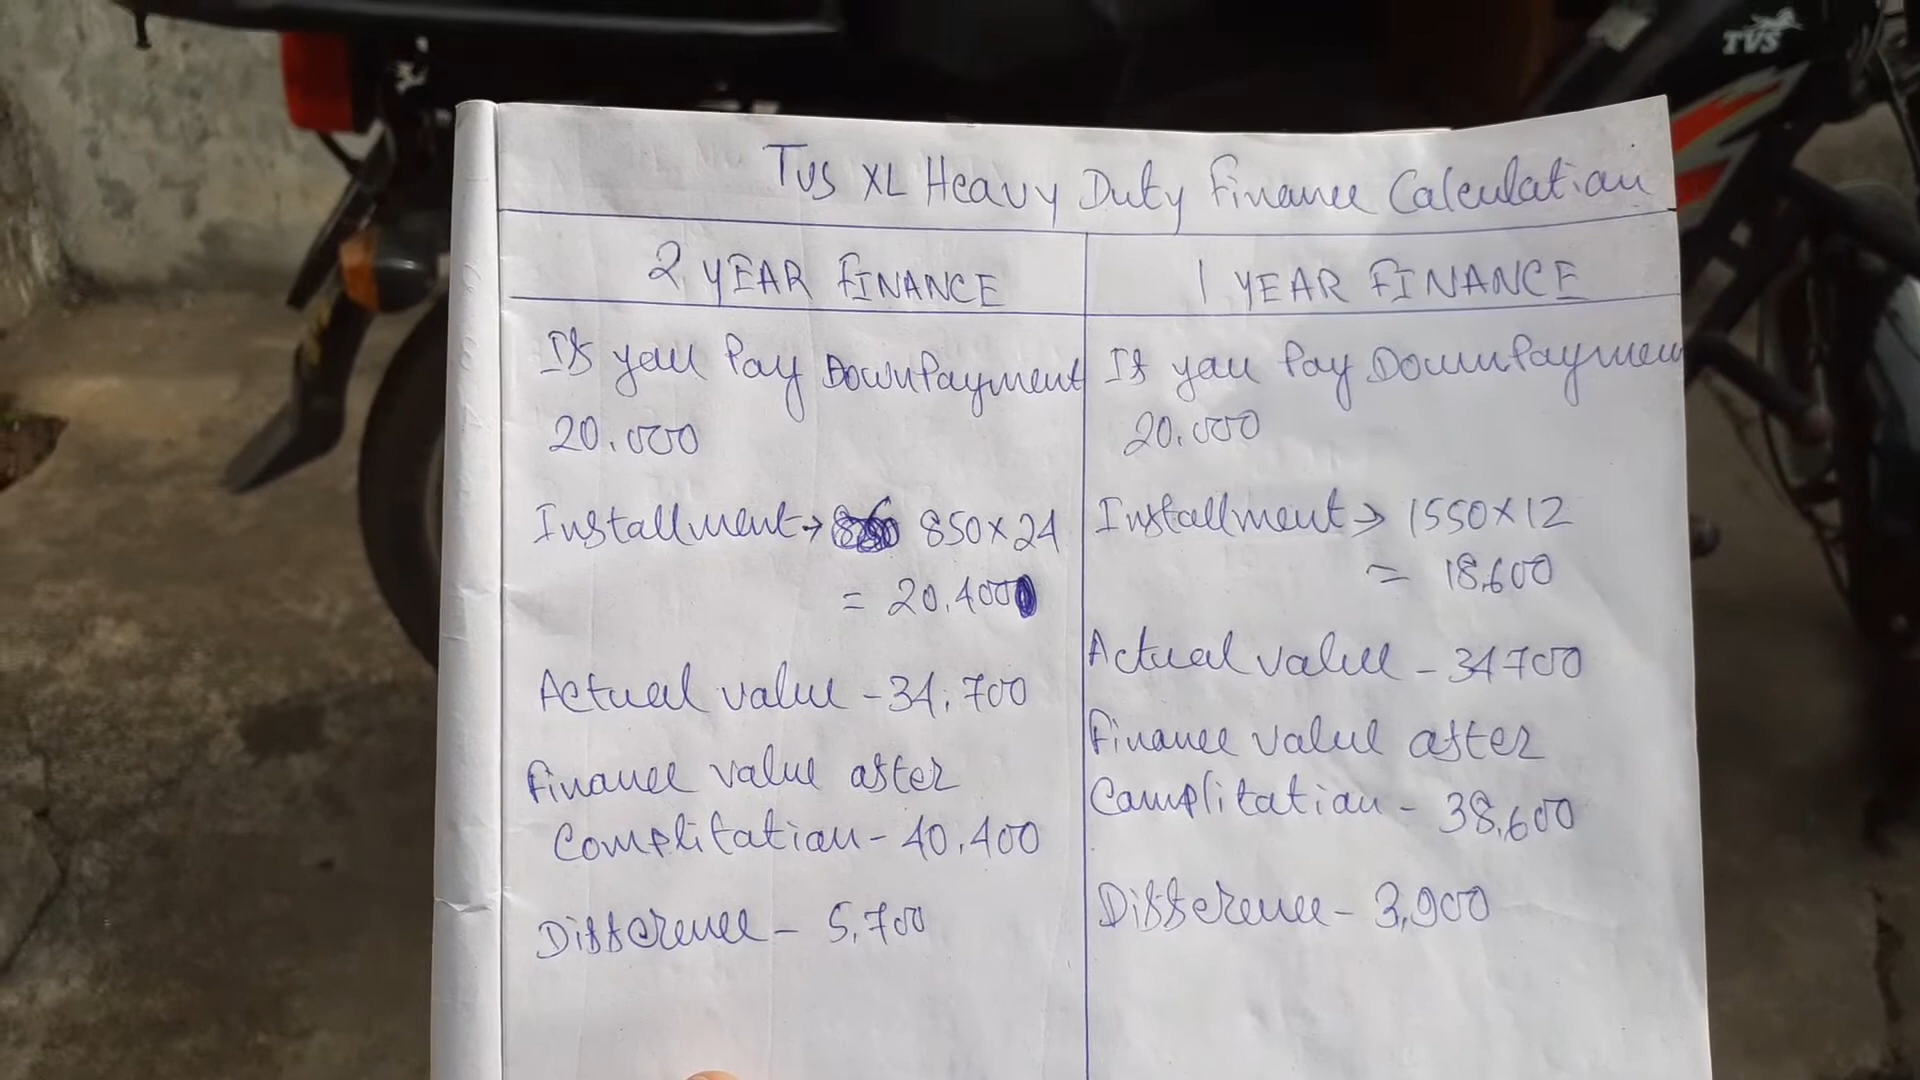 TVS
TVS XL Heavy Duty Finance Calculation
2 YEAR FINANCE
If you Pay DownPayment
20.000
Installment → 850×24
= 20.400
Actual value - 34.700
Finance value after
Complitation - 40.400
Difference - 5,700
1 YEAR FINANCE
If you Pay DownPaymen
20.000
Installment → 1550×12
= 18,600
Actual value - 34700
Finance value after
Complitation - 38,600
Difference - 3,900